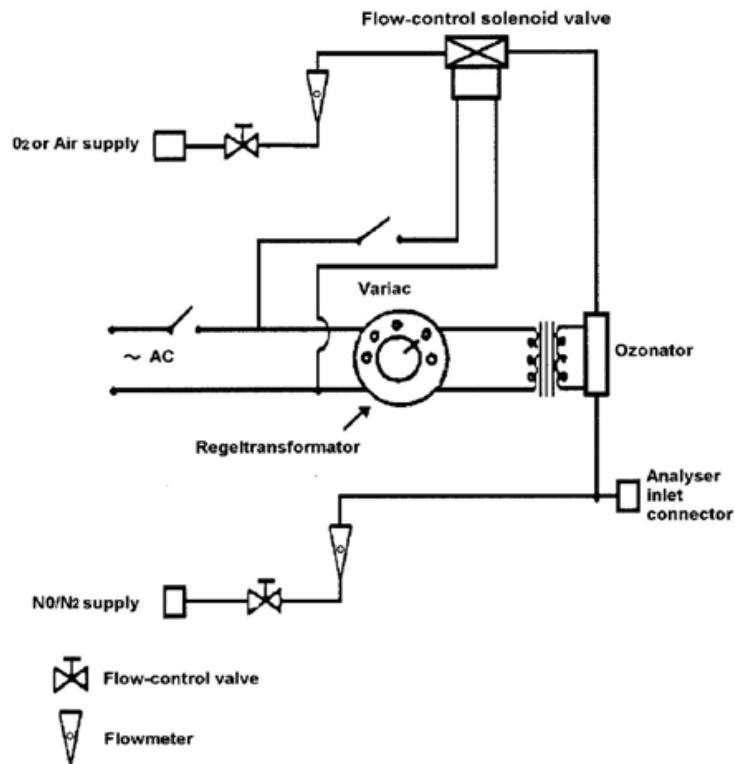 Flow-control solenoid valve
02 or Air supply
Variac
~ AC
Ozonator
Regeltransformator
Analyser
inlet
connector
N0/N2 supply
Flow-control valve
Flowmeter